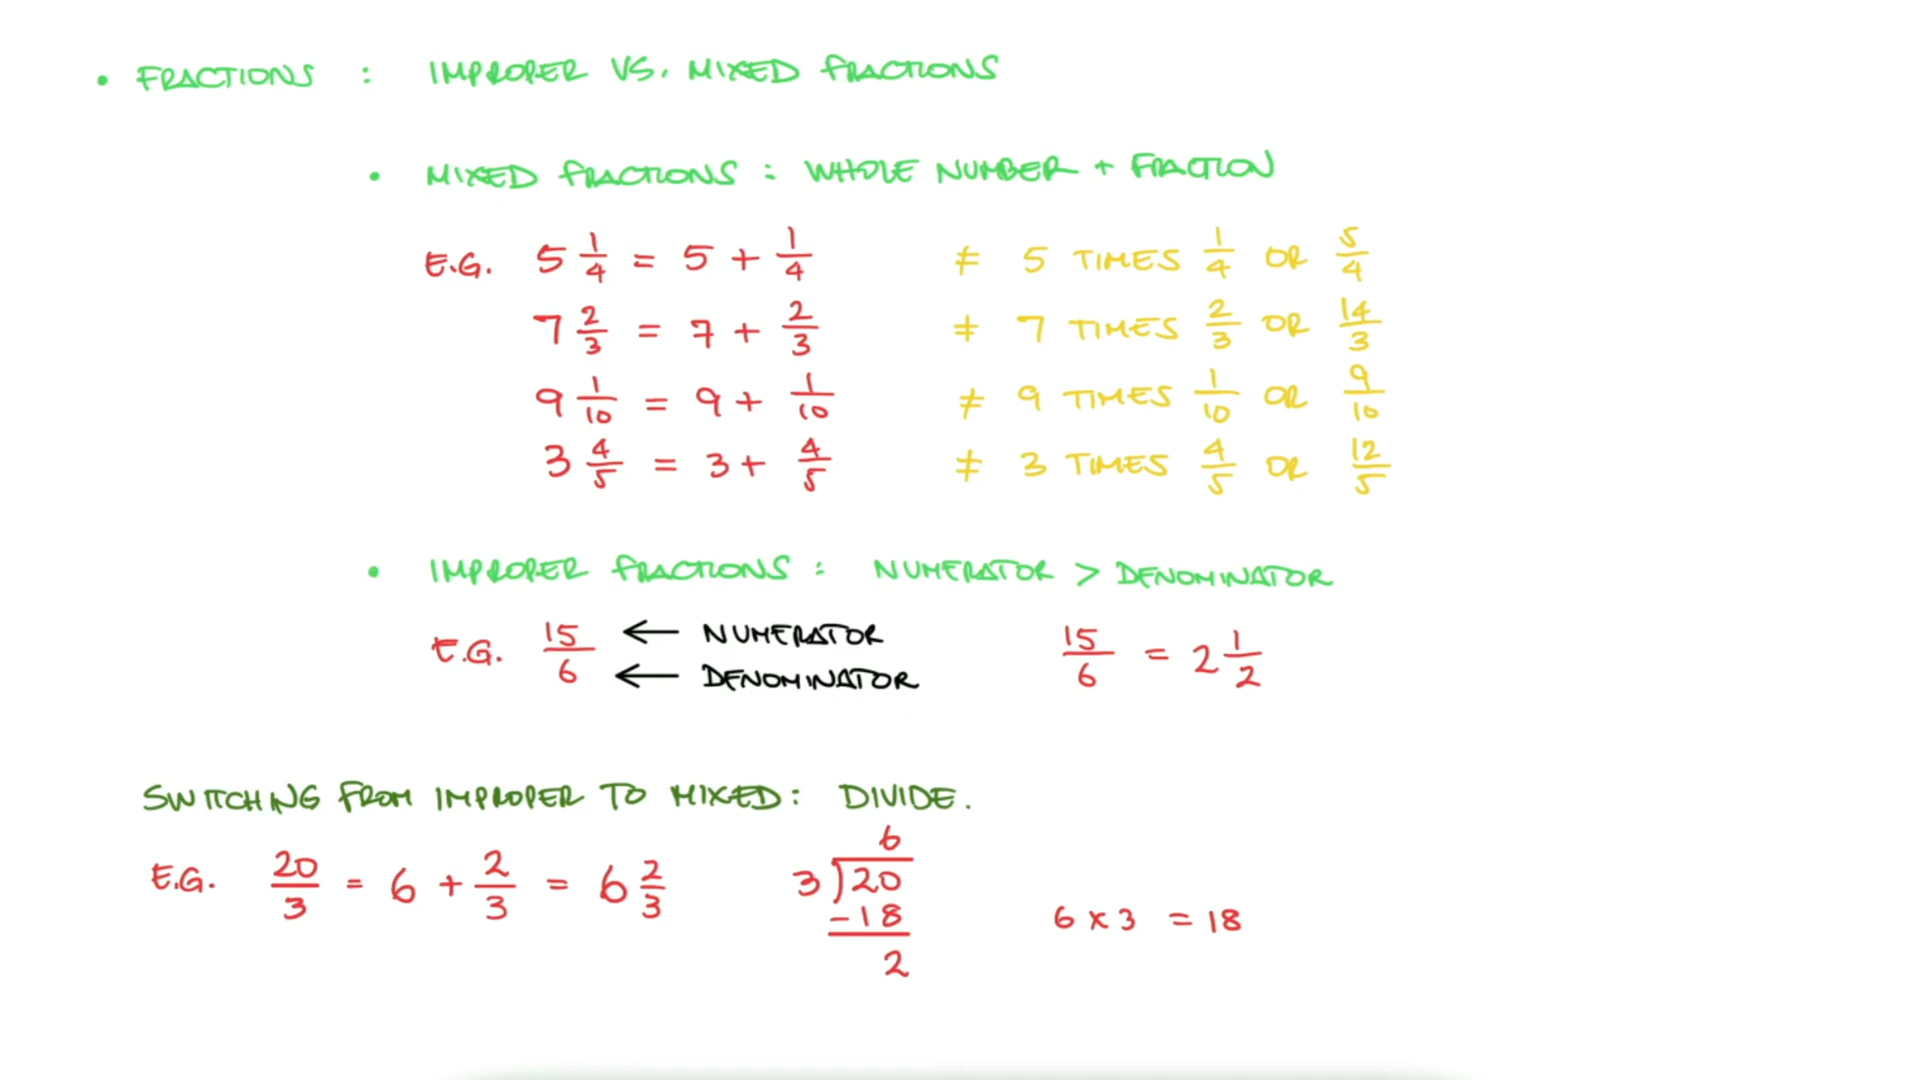 • FRACTIONS : IMPROPER VS. MIXED FRACTIONS
• MIXED FRACTIONS : WHOLE NUMBER + FRACTION
E.G. 5 1/4 = 5 + 1/4 ≠ 5 TIMES 1/4 OR 5/4
7 2/3 = 7 + 2/3 ≠ 7 TIMES 2/3 OR 14/3
9 1/10 = 9 + 1/10 ≠ 9 TIMES 1/10 OR 9/10
3 4/5 = 3 + 4/5 ≠ 3 TIMES 4/5 OR 12/5
• IMPROPER FRACTIONS : NUMERATOR > DENOMINATOR
E.G. 15/6 ← NUMERATOR ← DENOMINATOR 15/6 = 2 1/2
SWITCHING FROM IMPROPER TO MIXED : DIVIDE.
E.G. 20/3 = 6 + 2/3 = 6 2/3
6
3)20
-18
2
6 x 3 = 18